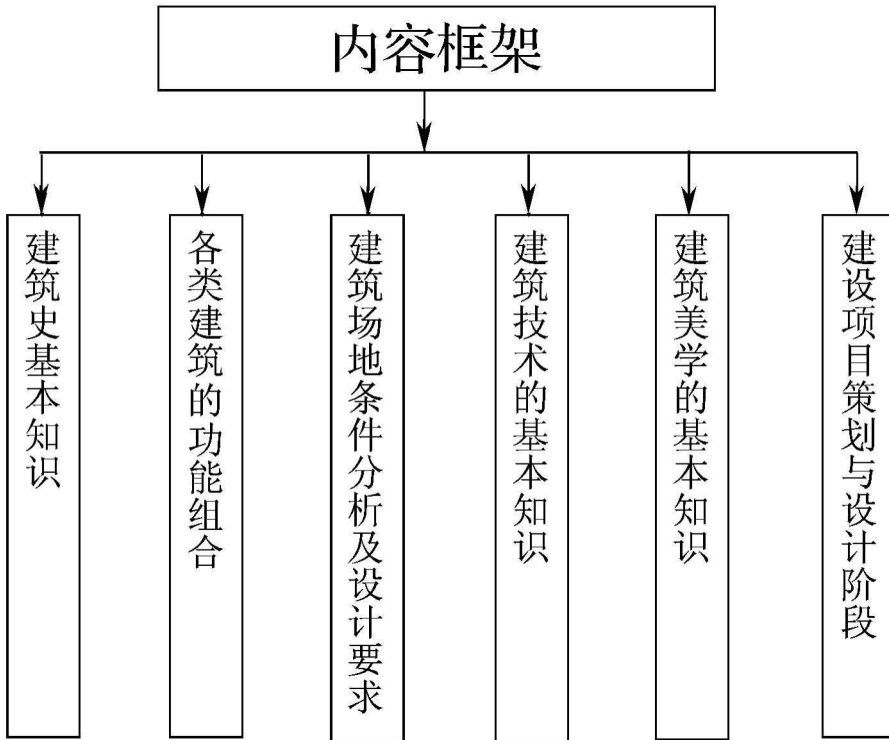 内容框架
建筑史基本知识
各类建筑的功能组合
建筑场地条件分析及设计要求
建筑技术的基本知识
建筑美学的基本知识
建设项目策划与设计阶段